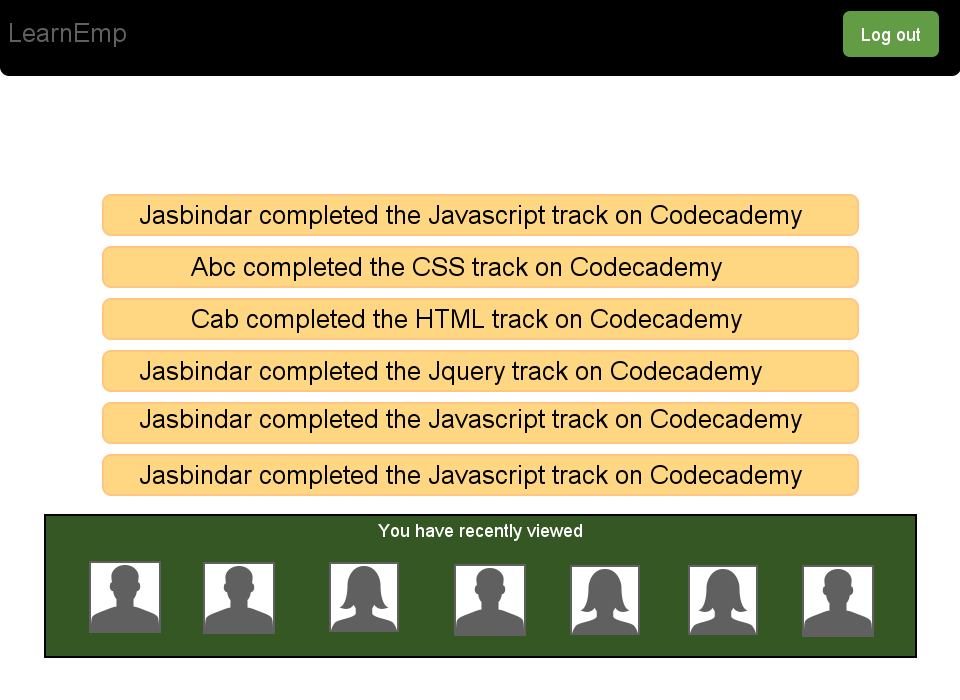 LearnEmp
Log out
Jasbindar completed the Javascript track on Codecademy
Abc completed the CSS track on Codecademy
Cab completed the HTML track on Codecademy
Jasbindar completed the Jquery track on Codecademy
Jasbindar completed the Javascript track on Codecademy
Jasbindar completed the Javascript track on Codecademy
You have recently viewed